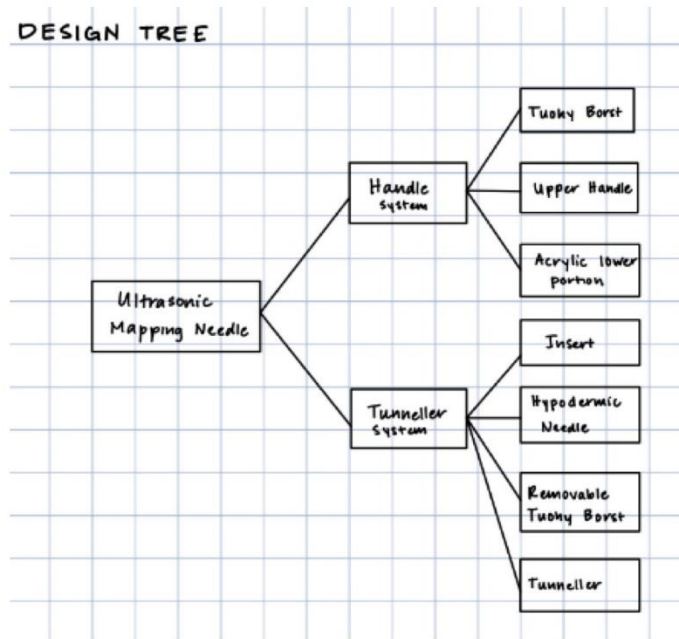 DESIGN TREE
Tuohy Borst
Handle
System
Upper Handle
Acrylic lower
portion
Ultrasonic
Mapping Needle
Insert
Tunneller
System
Hypodermic
Needle
Removable
Tuohy Borst
Tunneller